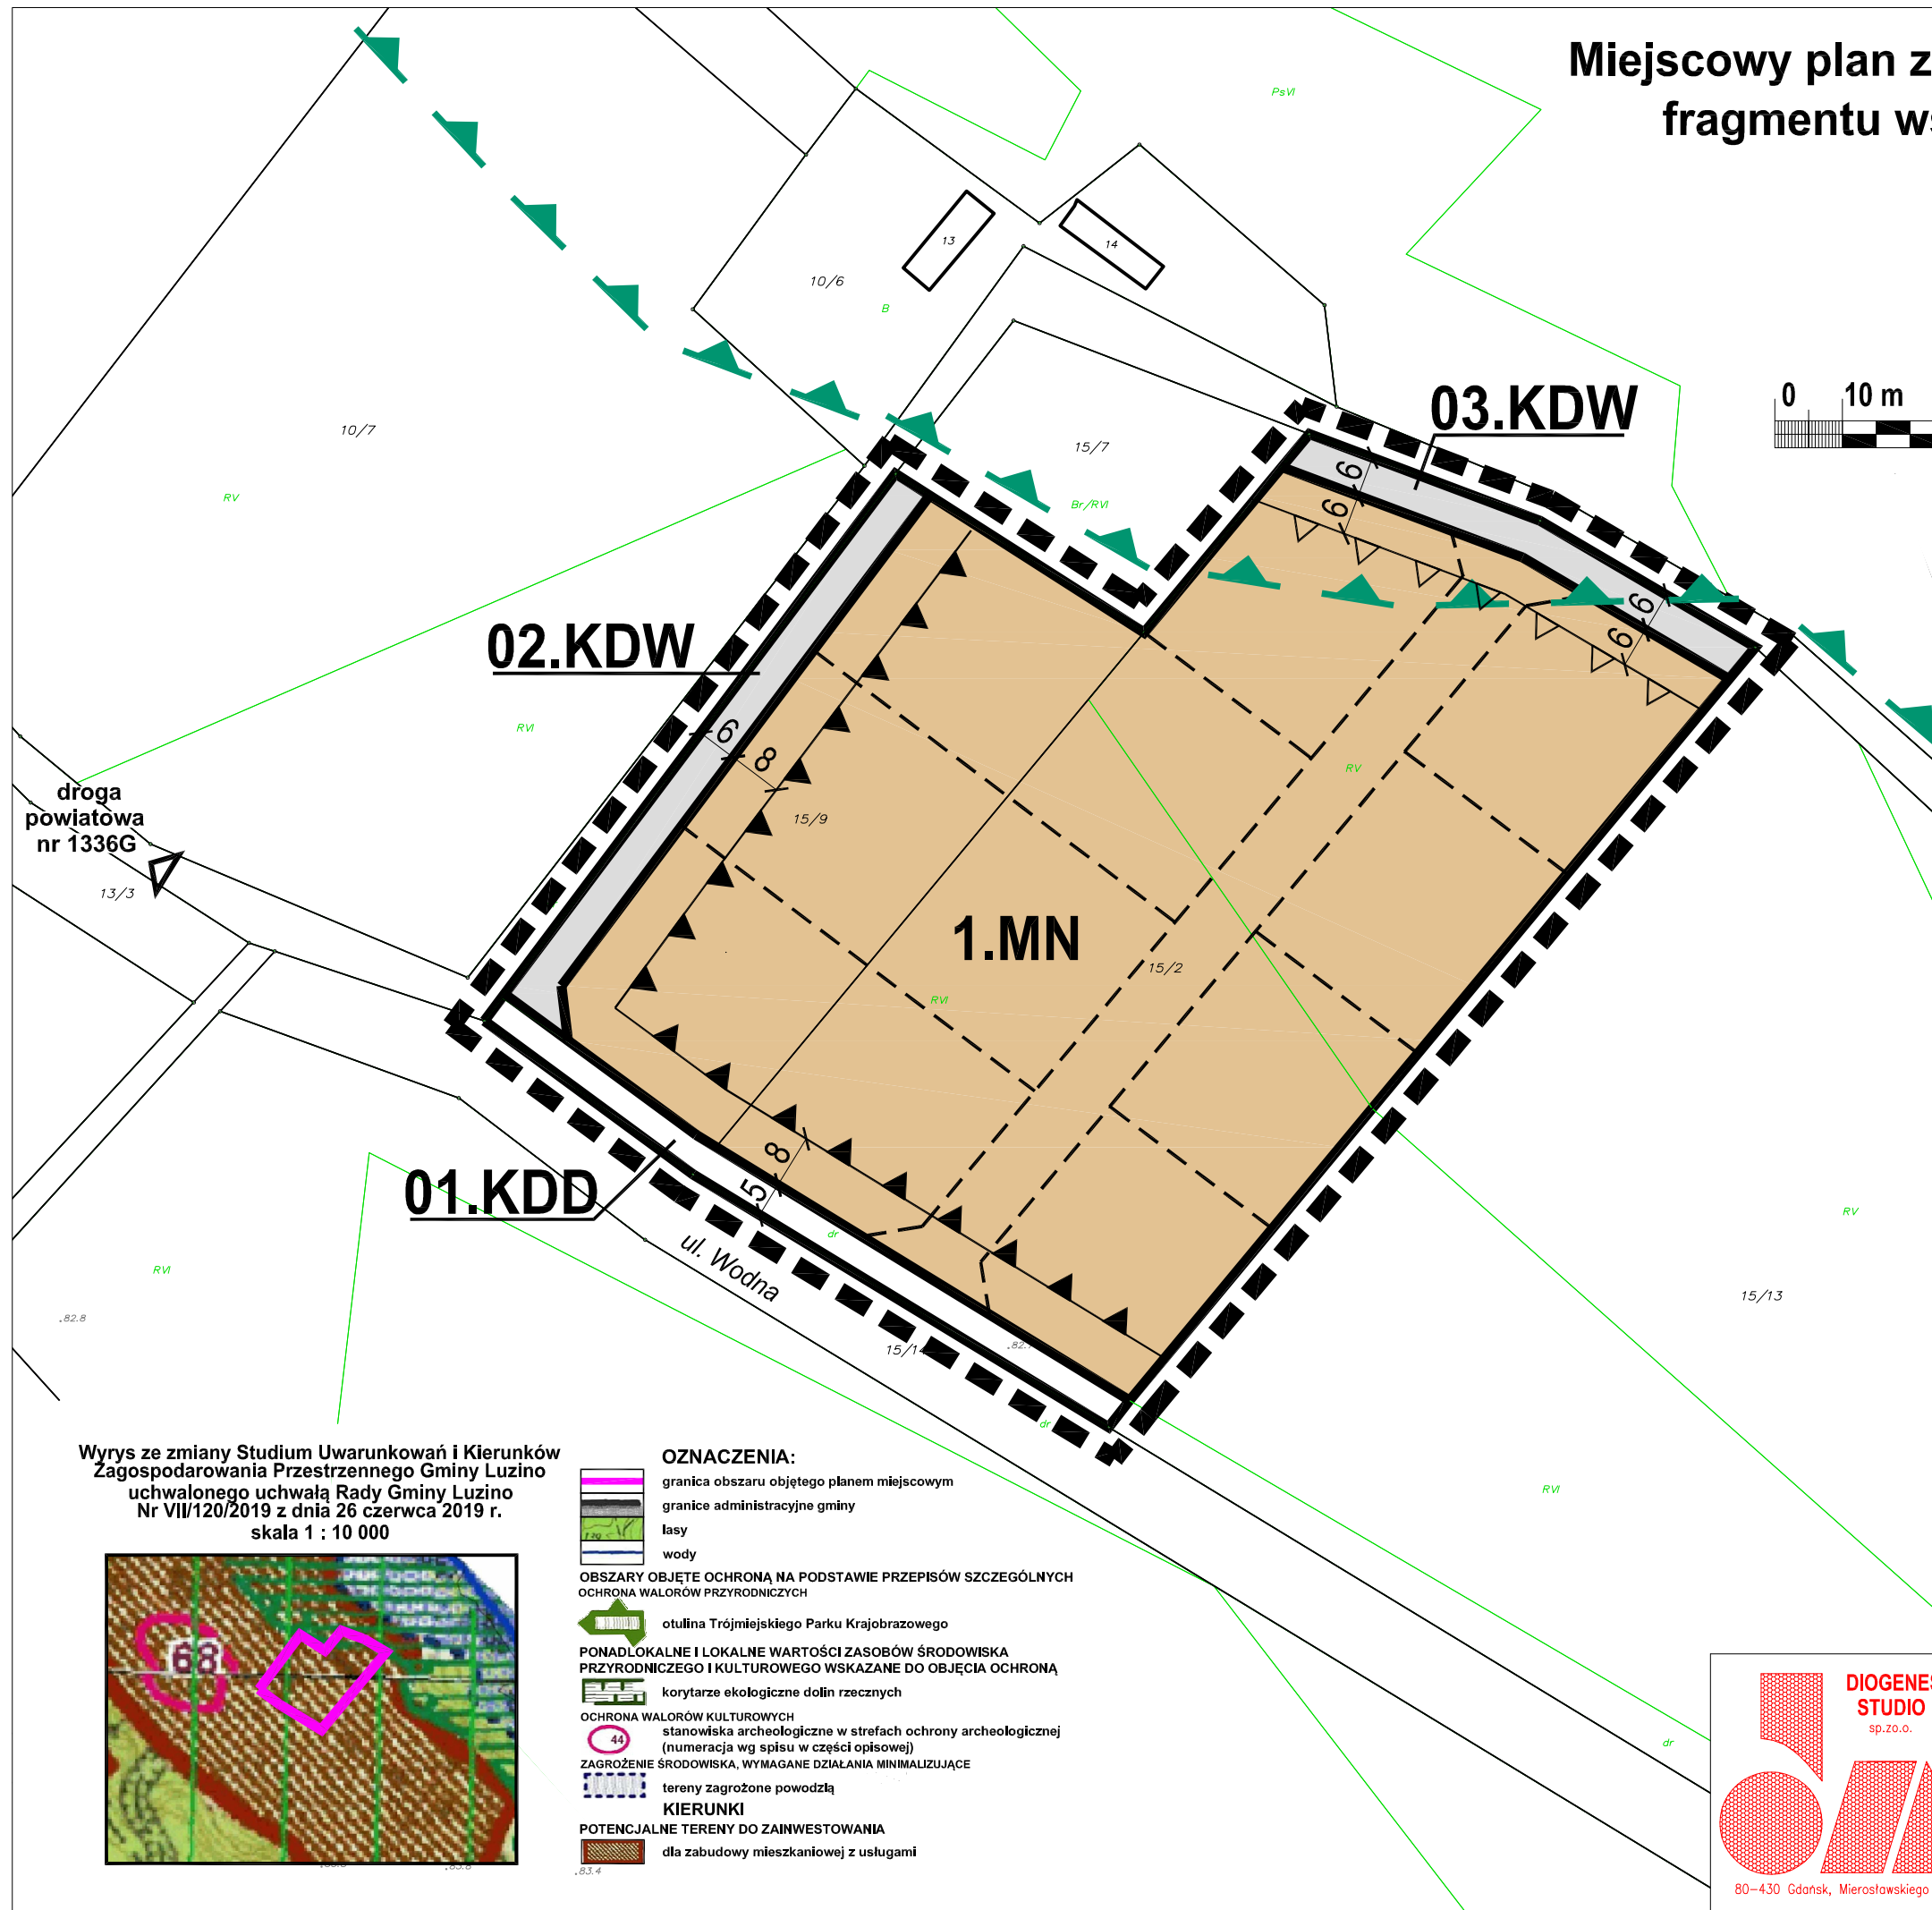 Miejscowy plan z
fragmentu ws
0 10 m
PsVI
13
14
10/6
B
10/7
RV
15/7
Br/RVI
03.KDW
6
6
6
6
02.KDW
RVI
6
8
15/9
RV
droga
powiatowa
nr 1336G
13/3
1.MN
15/2
RVI
01.KDD
8
5
dr
ul. Wodna
RV
RVI
15/13
.82.8
15/14
.82.
dr
RVI
Wyrys ze zmiany Studium Uwarunkowań i Kierunków
Zagospodarowania Przestrzennego Gminy Luzino
uchwalonego uchwałą Rady Gminy Luzino
Nr VII/120/2019 z dnia 26 czerwca 2019 r.
skala 1 : 10 000
68
OZNACZENIA:
granica obszaru objętego planem miejscowym
granice administracyjne gminy
lasy
wody
OBSZARY OBJĘTE OCHRONĄ NA PODSTAWIE PRZEPISÓW SZCZEGÓLNYCH
OCHRONA WALORÓW PRZYRODNICZYCH
otulina Trójmiejskiego Parku Krajobrazowego
PONADLOKALNE I LOKALNE WARTOŚCI ZASOBÓW ŚRODOWISKA
PRZYRODNICZEGO I KULTUROWEGO WSKAZANE DO OBJĘCIA OCHRONĄ
korytarze ekologiczne dolin rzecznych
OCHRONA WALORÓW KULTUROWYCH
44
stanowiska archeologiczne w strefach ochrony archeologicznej
(numeracja wg spisu w części opisowej)
ZAGROŻENIE ŚRODOWISKA, WYMAGANE DZIAŁANIA MINIMALIZUJĄCE
tereny zagrożone powodzią
KIERUNKI
POTENCJALNE TERENY DO ZAINWESTOWANIA
dla zabudowy mieszkaniowej z usługami
.83.6
.83.4
dr
DIOGENES
STUDIO
sp.zo.o.
80-430 Gdańsk, Mierosławskiego